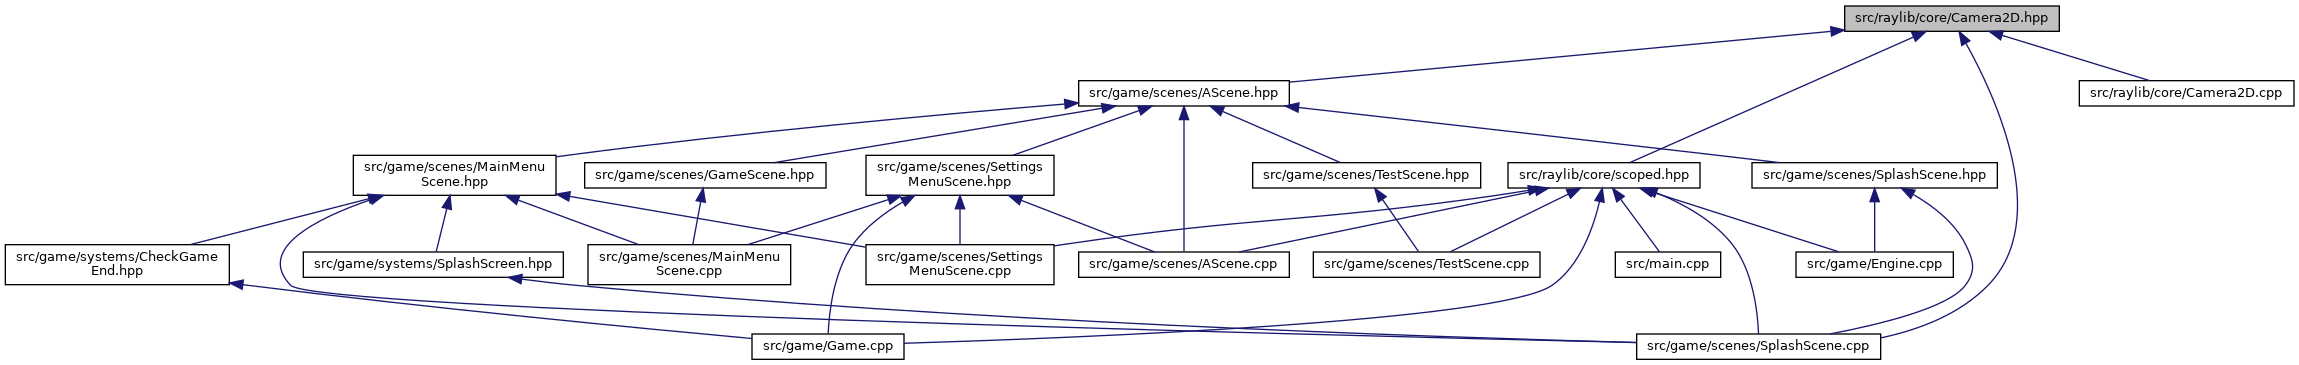 src/raylib/core/Camera2D.hpp
src/game/scenes/AScene.hpp
src/raylib/core/Camera2D.cpp
src/game/scenes/MainMenu
Scene.hpp
src/game/scenes/GameScene.hpp
src/game/scenes/Settings
MenuScene.hpp
src/game/scenes/TestScene.hpp
src/raylib/core/scoped.hpp
src/game/scenes/SplashScene.hpp
src/game/systems/CheckGame
End.hpp
src/game/systems/SplashScreen.hpp
src/game/scenes/MainMenu
Scene.cpp
src/game/scenes/Settings
MenuScene.cpp
src/game/scenes/AScene.cpp
src/game/scenes/TestScene.cpp
src/main.cpp
src/game/Engine.cpp
src/game/Game.cpp
src/game/scenes/SplashScene.cpp